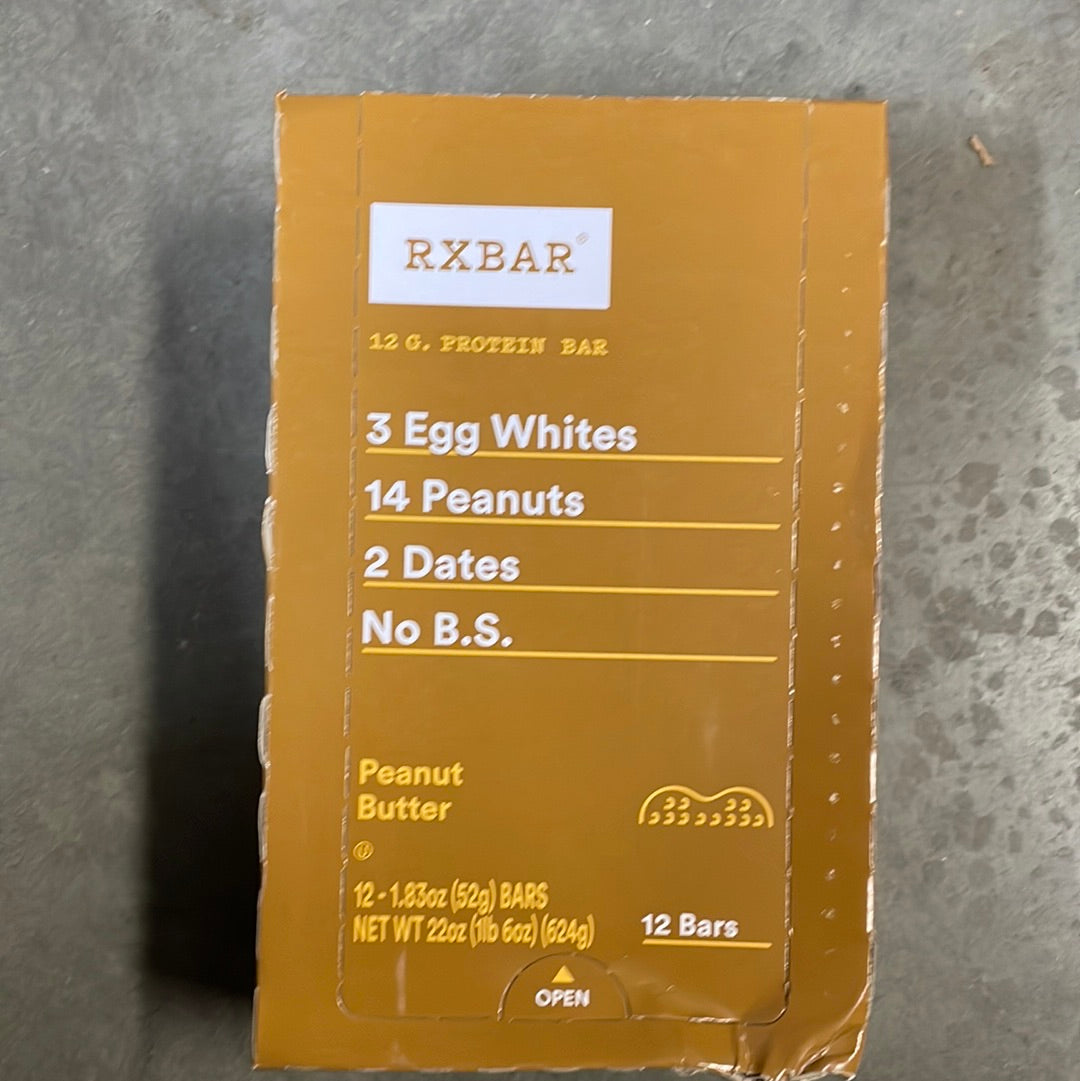 RXBAR®
12 G. PROTEIN BAR
3 Egg Whites
14 Peanuts
2 Dates
No B.S.
Peanut
Butter
U
12 - 1.83oz (52g) BARS
NET WT 22oz (1lb 6oz) (624g)
12 Bars
OPEN